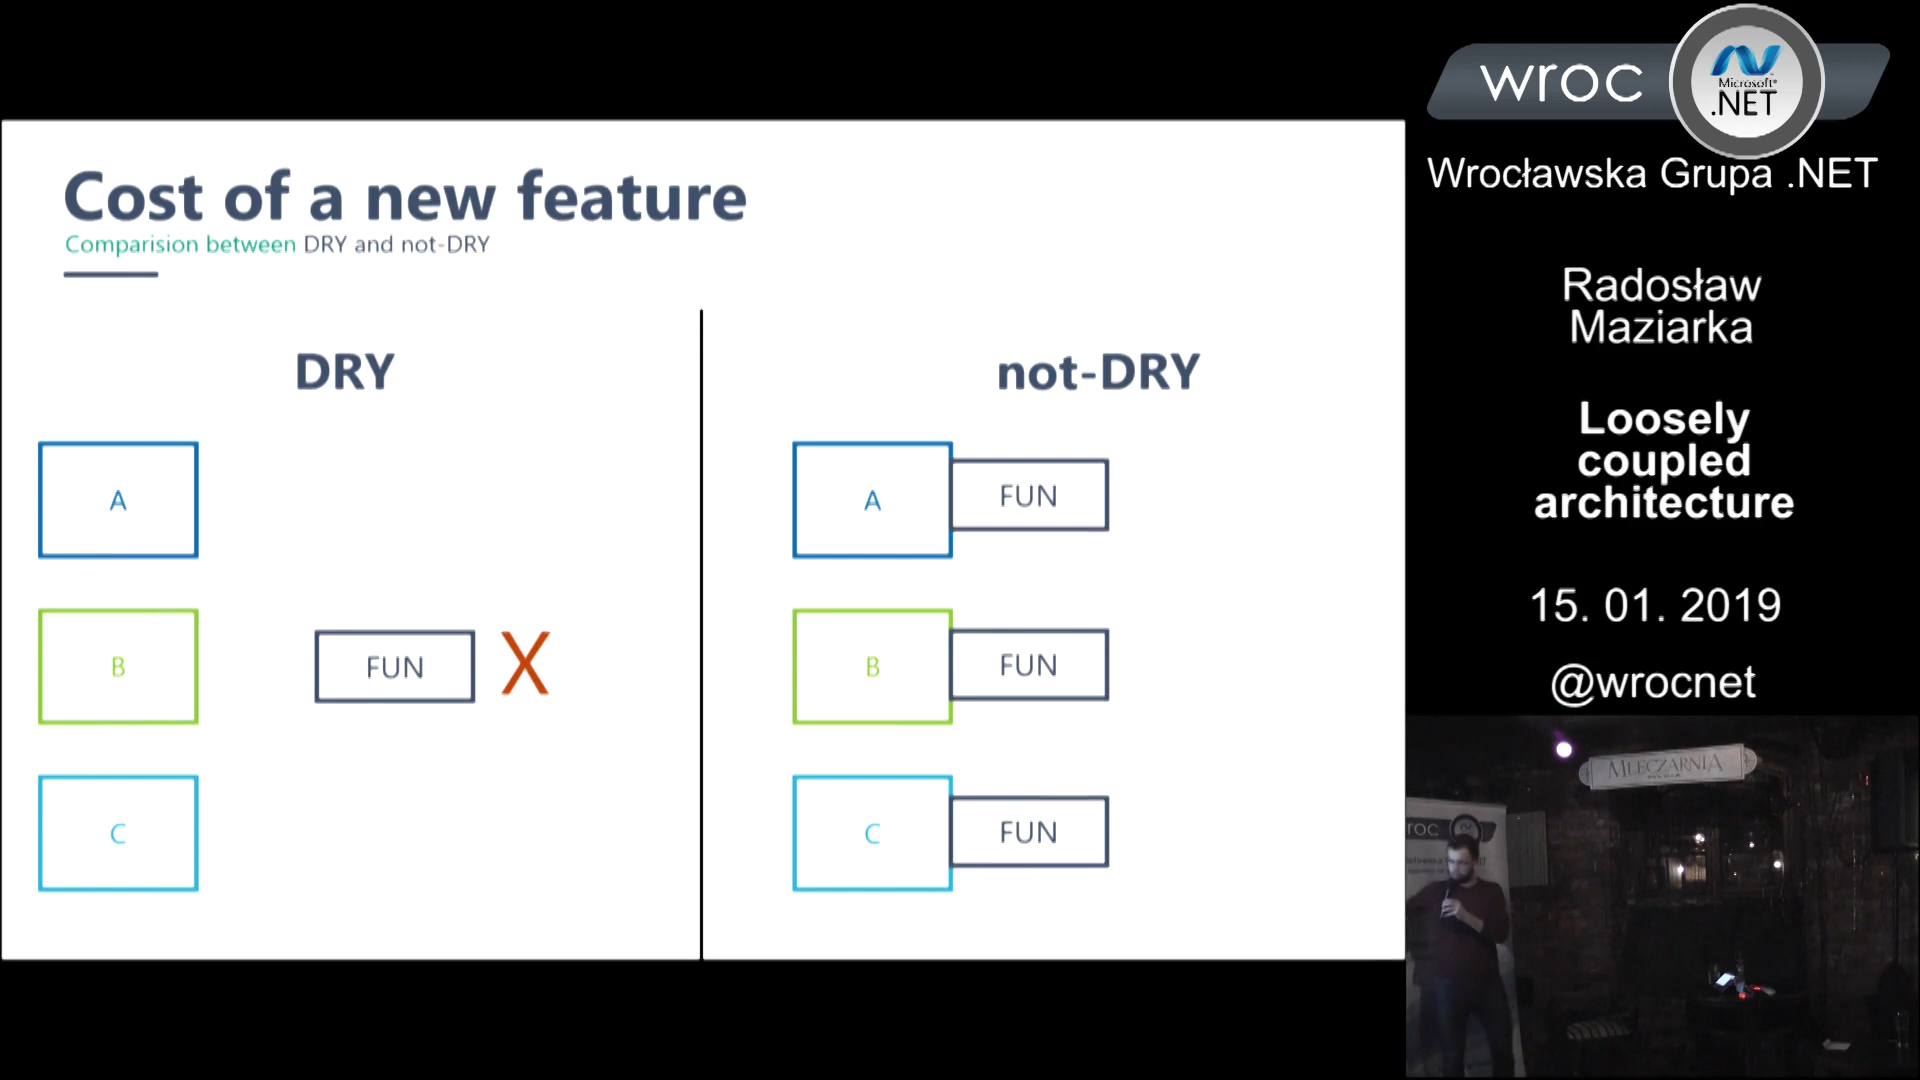 Cost of a new feature
Comparision between DRY and not-DRY
DRY
not-DRY
A
B
C
FUN
X
A
FUN
B
FUN
C
FUN
wroc
Microsoft®
.NET
Wrocławska Grupa .NET
Radosław
Maziarka
Loosely
coupled
architecture
15. 01. 2019
@wrocnet
MLECZARNIA
roc